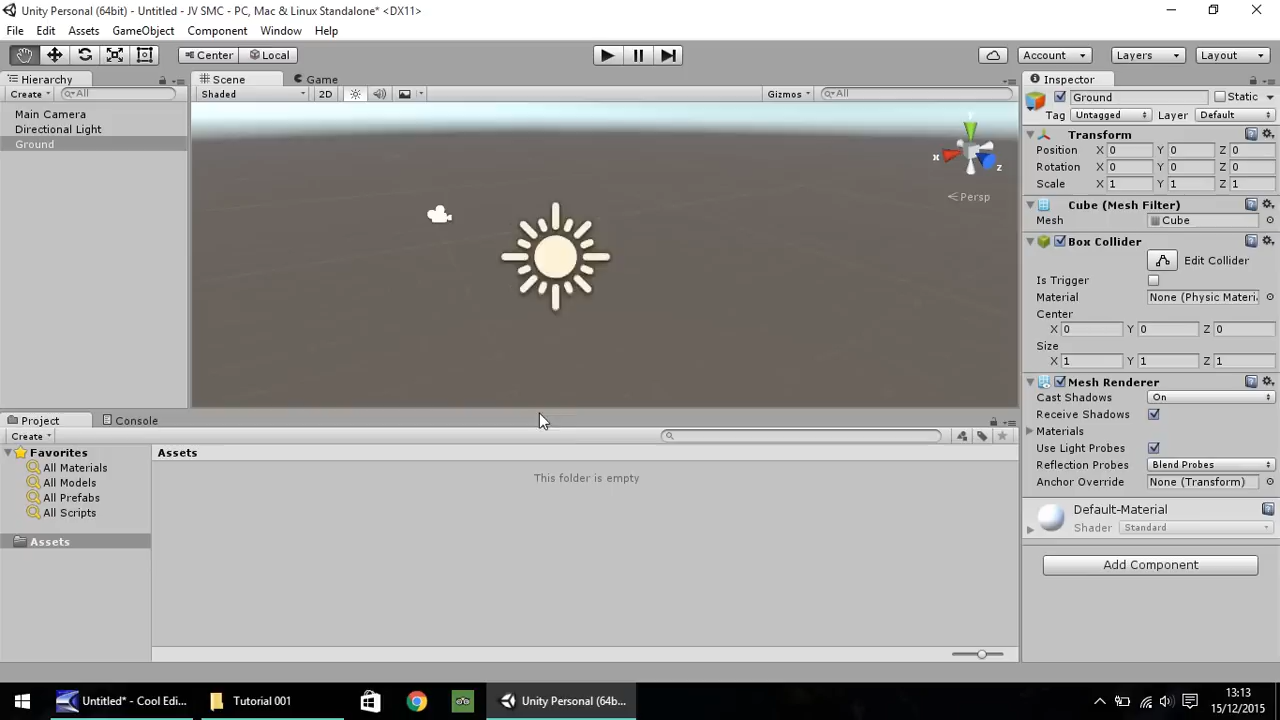 Unity Personal (64bit) - Untitled - JV SMC - PC, Mac & Linux Standalone* <DX11>
File Edit Assets GameObject Component Window Help
Center Local Account Layers Layout
Hierarchy Scene Game Inspector
Create All Shaded 2D Gizmos All
Ground Static
Tag Untagged Layer Default
Main Camera
Directional Light
Ground
x z
Persp
Transform
Position X 0 Y 0 Z 0
Rotation X 0 Y 0 Z 0
Scale X 1 Y 1 Z 1
Cube (Mesh Filter)
Mesh Cube
Box Collider
Edit Collider
Is Trigger
Material None (Physic Materi
Center
X 0 Y 0 Z 0
Size
X 1 Y 1 Z 1
Mesh Renderer
Cast Shadows On
Receive Shadows
Materials
Use Light Probes
Reflection Probes Blend Probes
Anchor Override None (Transform)
Default-Material
Shader Standard
Add Component
Project Console
Create
Favorites
All Materials
All Models
All Prefabs
All Scripts
Assets
Assets
This folder is empty
Untitled* - Cool Edi...
Tutorial 001
Unity Personal (64b...
13:13
15/12/2015